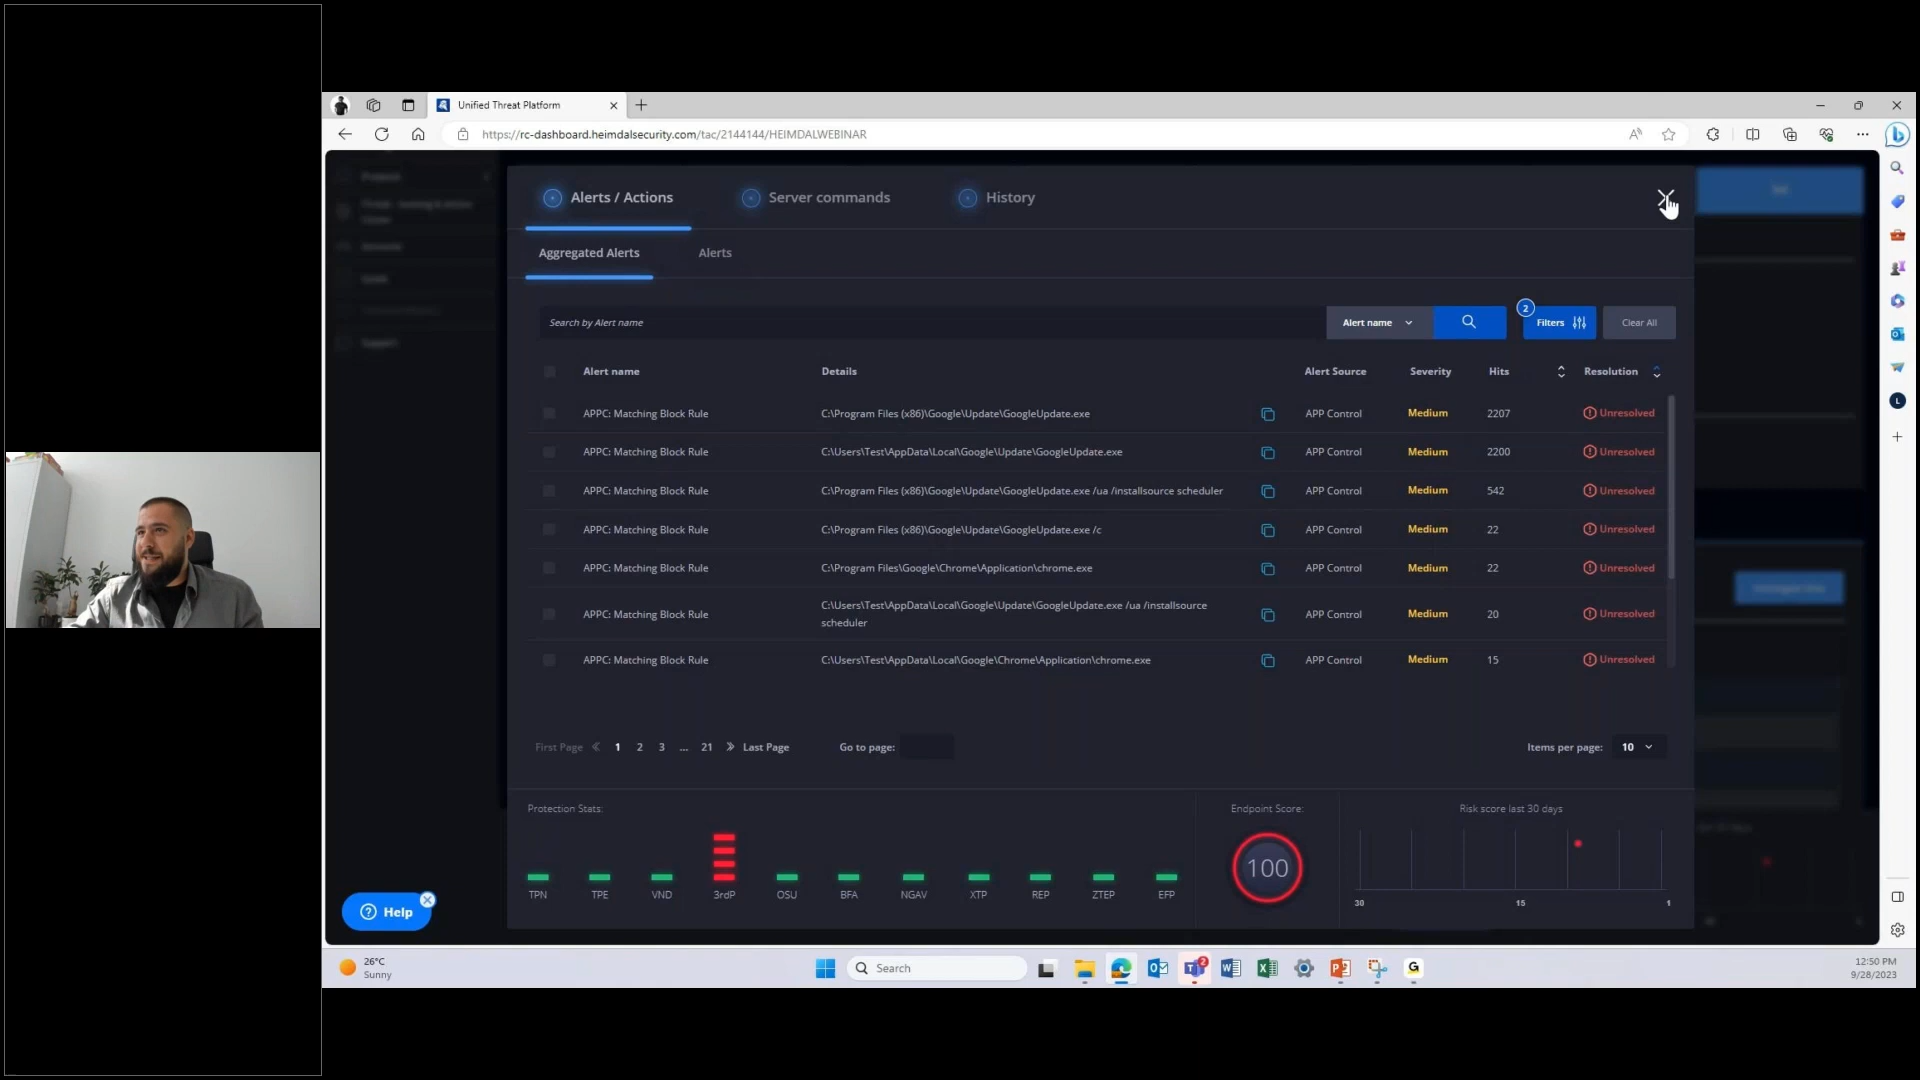 Unified Threat Platform
https://rc-dashboard.heimdalsecurity.com/tac/2144144/HEIMDALWEBINAR
Alerts / Actions
Server commands
History
Aggregated Alerts
Alerts
Search by Alert name
Alert name
2
Filters
Clear All
Alert name Details Alert Source Severity Hits Resolution
APPC: Matching Block Rule C:\Program Files (x86)\Google\Update\GoogleUpdate.exe APP Control Medium 2207 Unresolved
APPC: Matching Block Rule C:\Users\Test\AppData\Local\Google\Update\GoogleUpdate.exe APP Control Medium 2200 Unresolved
APPC: Matching Block Rule C:\Program Files (x86)\Google\Update\GoogleUpdate.exe /ua /installsource scheduler APP Control Medium 542 Unresolved
APPC: Matching Block Rule C:\Program Files (x86)\Google\Update\GoogleUpdate.exe /c APP Control Medium 22 Unresolved
APPC: Matching Block Rule C:\Program Files\Google\Chrome\Application\chrome.exe APP Control Medium 22 Unresolved
APPC: Matching Block Rule C:\Users\Test\AppData\Local\Google\Update\GoogleUpdate.exe /ua /installsource
scheduler APP Control Medium 20 Unresolved
APPC: Matching Block Rule C:\Users\Test\AppData\Local\Google\Chrome\Application\chrome.exe APP Control Medium 15 Unresolved
First Page « 1 2 3 ... 21 » Last Page
Go to page:
Items per page: 10
Protection Stats:
TPN TPE VND 3rdP OSU BFA NGAV XTP REP ZTEP EFP
Endpoint Score:
100
Risk score last 30 days
30 15 1
Help
26°C
Sunny
Search
2
12:50 PM
9/28/2023